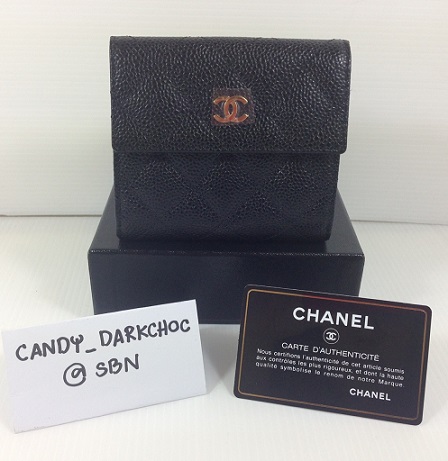 CANDY_DARKCHOC
@ SBN
CHANEL
CARTE D'AUTHENTICITÉ
Nous certifions l'authenticité de cet article soumis
aux contrôles les plus rigoureux, et dont la haute
qualité symbolise le renom de notre Marque.
CHANEL